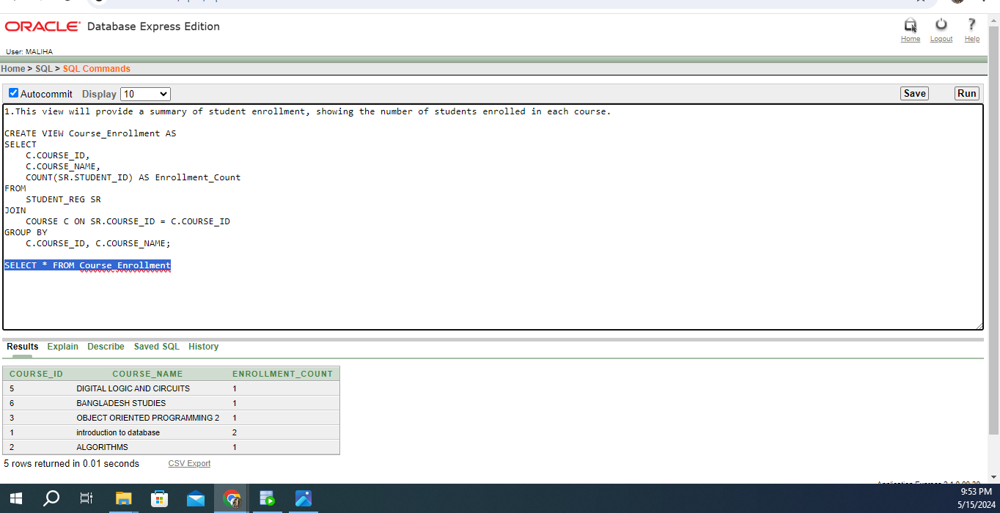 ORACLE® Database Express Edition
Home Logout Help
User: MALIHA
Home > SQL > SQL Commands
Autocommit Display 10 Save Run
1.This view will provide a summary of student enrollment, showing the number of students enrolled in each course.
CREATE VIEW Course_Enrollment AS
SELECT
C.COURSE_ID,
C.COURSE_NAME,
COUNT(SR.STUDENT_ID) AS Enrollment_Count
FROM
STUDENT_REG SR
JOIN
COURSE C ON SR.COURSE_ID = C.COURSE_ID
GROUP BY
C.COURSE_ID, C.COURSE_NAME;
SELECT * FROM Course_Enrollment
Results Explain Describe Saved SQL History
COURSE_ID COURSE_NAME ENROLLMENT_COUNT
5 DIGITAL LOGIC AND CIRCUITS 1
6 BANGLADESH STUDIES 1
3 OBJECT ORIENTED PROGRAMMING 2 1
1 introduction to database 2
2 ALGORITHMS 1
5 rows returned in 0.01 seconds CSV Export
Application Express
9:53 PM
5/15/2024